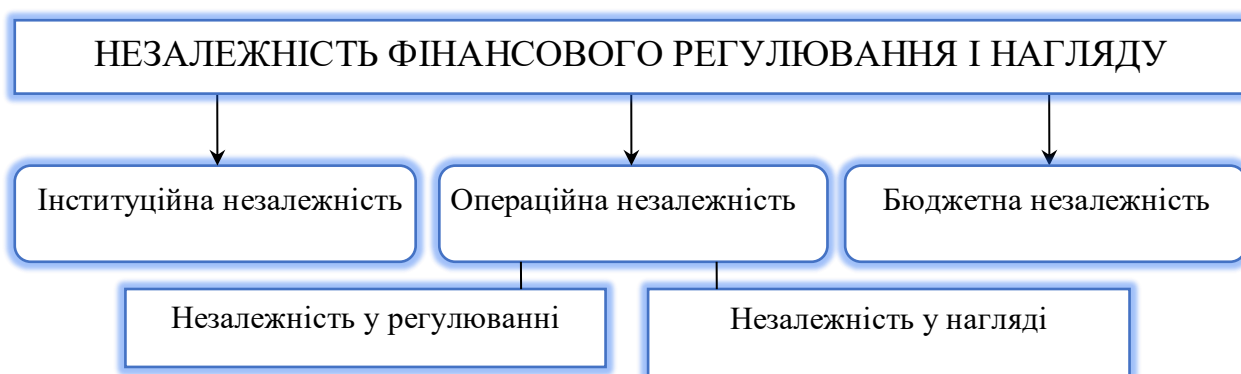 НЕЗАЛЕЖНІСТЬ ФІНАНСОВОГО РЕГУЛЮВАННЯ І НАГЛЯДУ
Інституційна незалежність
Операційна незалежність
Бюджетна незалежність
Незалежність у регулюванні
Незалежність у нагляді